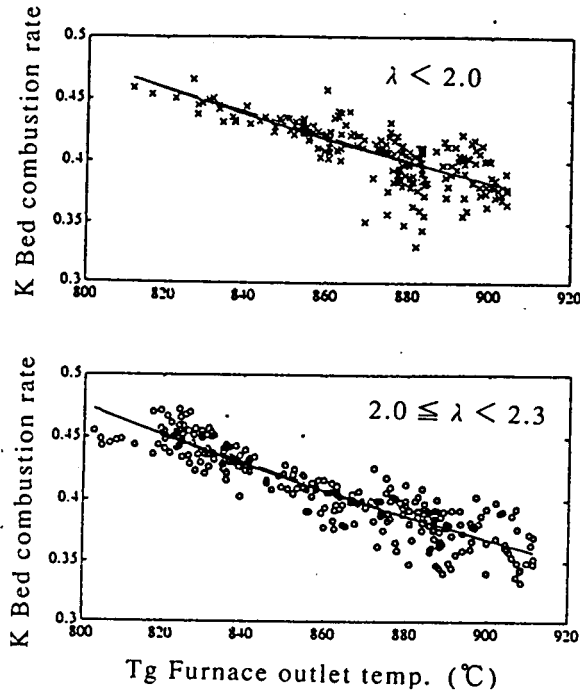 K Bed combustion rate
0.5
0.45
0.4
0.35
0.3
λ < 2.0
800 820 840 860 880 900 920
K Bed combustion rate
0.5
0.45
0.4
0.35
0.3
2.0 ≦ λ < 2.3
800 820 840 860 880 900 920
Tg Furnace outlet temp. (℃)